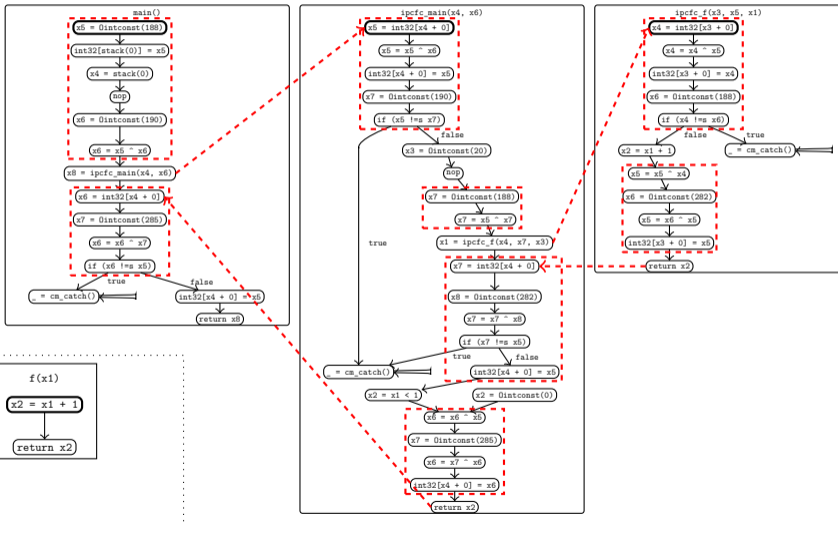 main()
x5 = 0intconst(188)
int32[stack(0)] = x5
x4 = stack(0)
nop
x6 = 0intconst(190)
x6 = x5 ^ x6
x8 = ipcfc_main(x4, x6)
x6 = int32[x4 + 0]
x7 = 0intconst(285)
x6 = x6 ^ x7
if (x6 !=s x5)
true
false
_ = cm_catch()
int32[x4 + 0] = x5
return x8
f(x1)
x2 = x1 + 1
return x2
ipcfc_main(x4, x6)
x5 = int32[x4 + 0]
x5 = x5 ^ x6
int32[x4 + 0] = x5
x7 = 0intconst(190)
if (x5 !=s x7)
false
x3 = 0intconst(20)
nop
x7 = 0intconst(188)
x7 = x5 ^ x7
true
x1 = ipcfc_f(x4, x7, x3)
x7 = int32[x4 + 0]
x8 = 0intconst(282)
x7 = x7 ^ x8
if (x7 !=s x5)
true
false
_ = cm_catch()
int32[x4 + 0] = x5
x2 = x1 < 1
x2 = 0intconst(0)
x6 = x6 ^ x5
x7 = 0intconst(285)
x6 = x7 ^ x6
int32[x4 + 0] = x6
return x2
ipcfc_f(x3, x5, x1)
x4 = int32[x3 + 0]
x4 = x4 ^ x5
int32[x3 + 0] = x4
x6 = 0intconst(188)
if (x4 !=s x6)
false
true
x2 = x1 + 1
_ = cm_catch()
x5 = x5 ^ x4
x6 = 0intconst(282)
x5 = x6 ^ x5
int32[x3 + 0] = x5
return x2